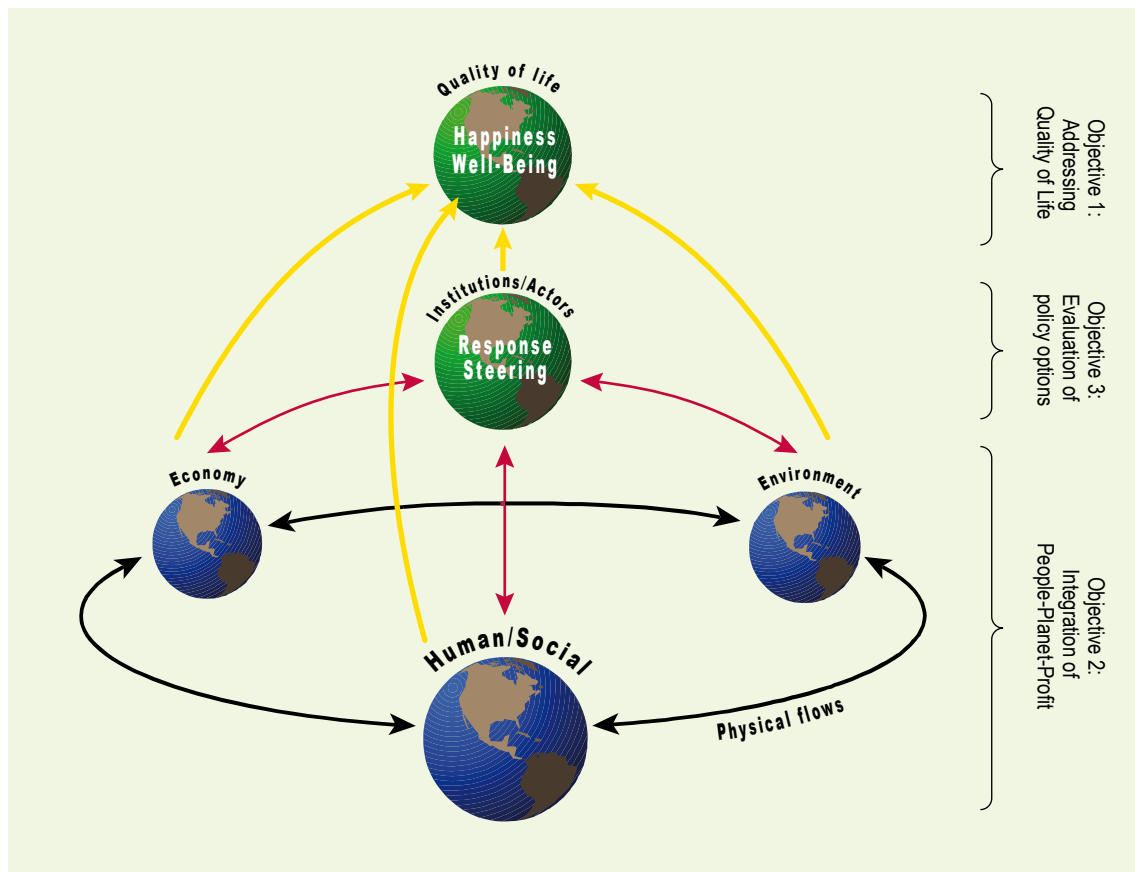 Quality of life
Happiness
Well-Being
Institutions/Actors
Response
Steering
Economy
Environment
Human/Social
Physical flows
Objective 1:
Addressing
Quality of Life
Objective 3:
Evaluation of
policy options
Objective 2:
Integration of
People-Planet-Profit